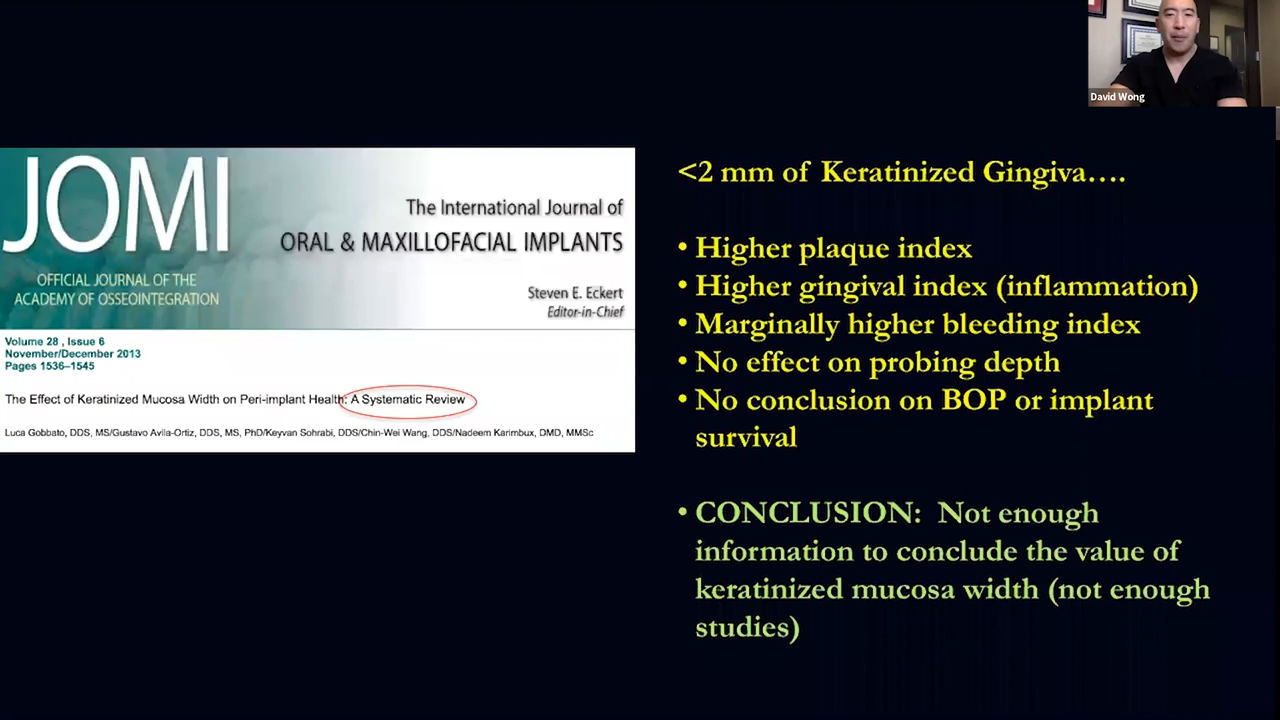 David Wong
JOMI
OFFICIAL JOURNAL OF THE
ACADEMY OF OSSEOINTEGRATION
The International Journal of
ORAL & MAXILLOFACIAL IMPLANTS
Steven E. Eckert
Editor-in-Chief
Volume 28 , Issue 6
November/December 2013
Pages 1536–1545
The Effect of Keratinized Mucosa Width on Peri-implant Health: A Systematic Review
Luca Gobbato, DDS, MS/Gustavo Avila-Ortiz, DDS, MS, PhD/Keyvan Sohrabi, DDS/Chin-Wei Wang, DDS/Nadeem Karimbux, DMD, MMSc
<2 mm of Keratinized Gingiva….
• Higher plaque index
• Higher gingival index (inflammation)
• Marginally higher bleeding index
• No effect on probing depth
• No conclusion on BOP or implant
survival
• CONCLUSION: Not enough
information to conclude the value of
keratinized mucosa width (not enough
studies)